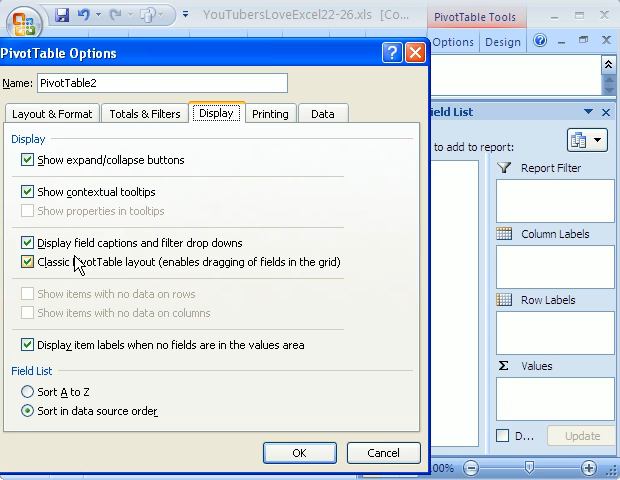 YouTubersLoveExcel22-26.xls [Co...
PivotTable Tools
Options
Design
PivotTable Options
Name:
PivotTable2
Layout & Format
Totals & Filters
Display
Printing
Data
Display
Show expand/collapse buttons
Show contextual tooltips
Show properties in tooltips
Display field captions and filter drop downs
Classic PivotTable layout (enables dragging of fields in the grid)
Show items with no data on rows
Show items with no data on columns
Display item labels when no fields are in the values area
Field List
Sort A to Z
Sort in data source order
OK
Cancel
ield List
to add to report:
Report Filter
Column Labels
Row Labels
Σ Values
D...
Update
00%